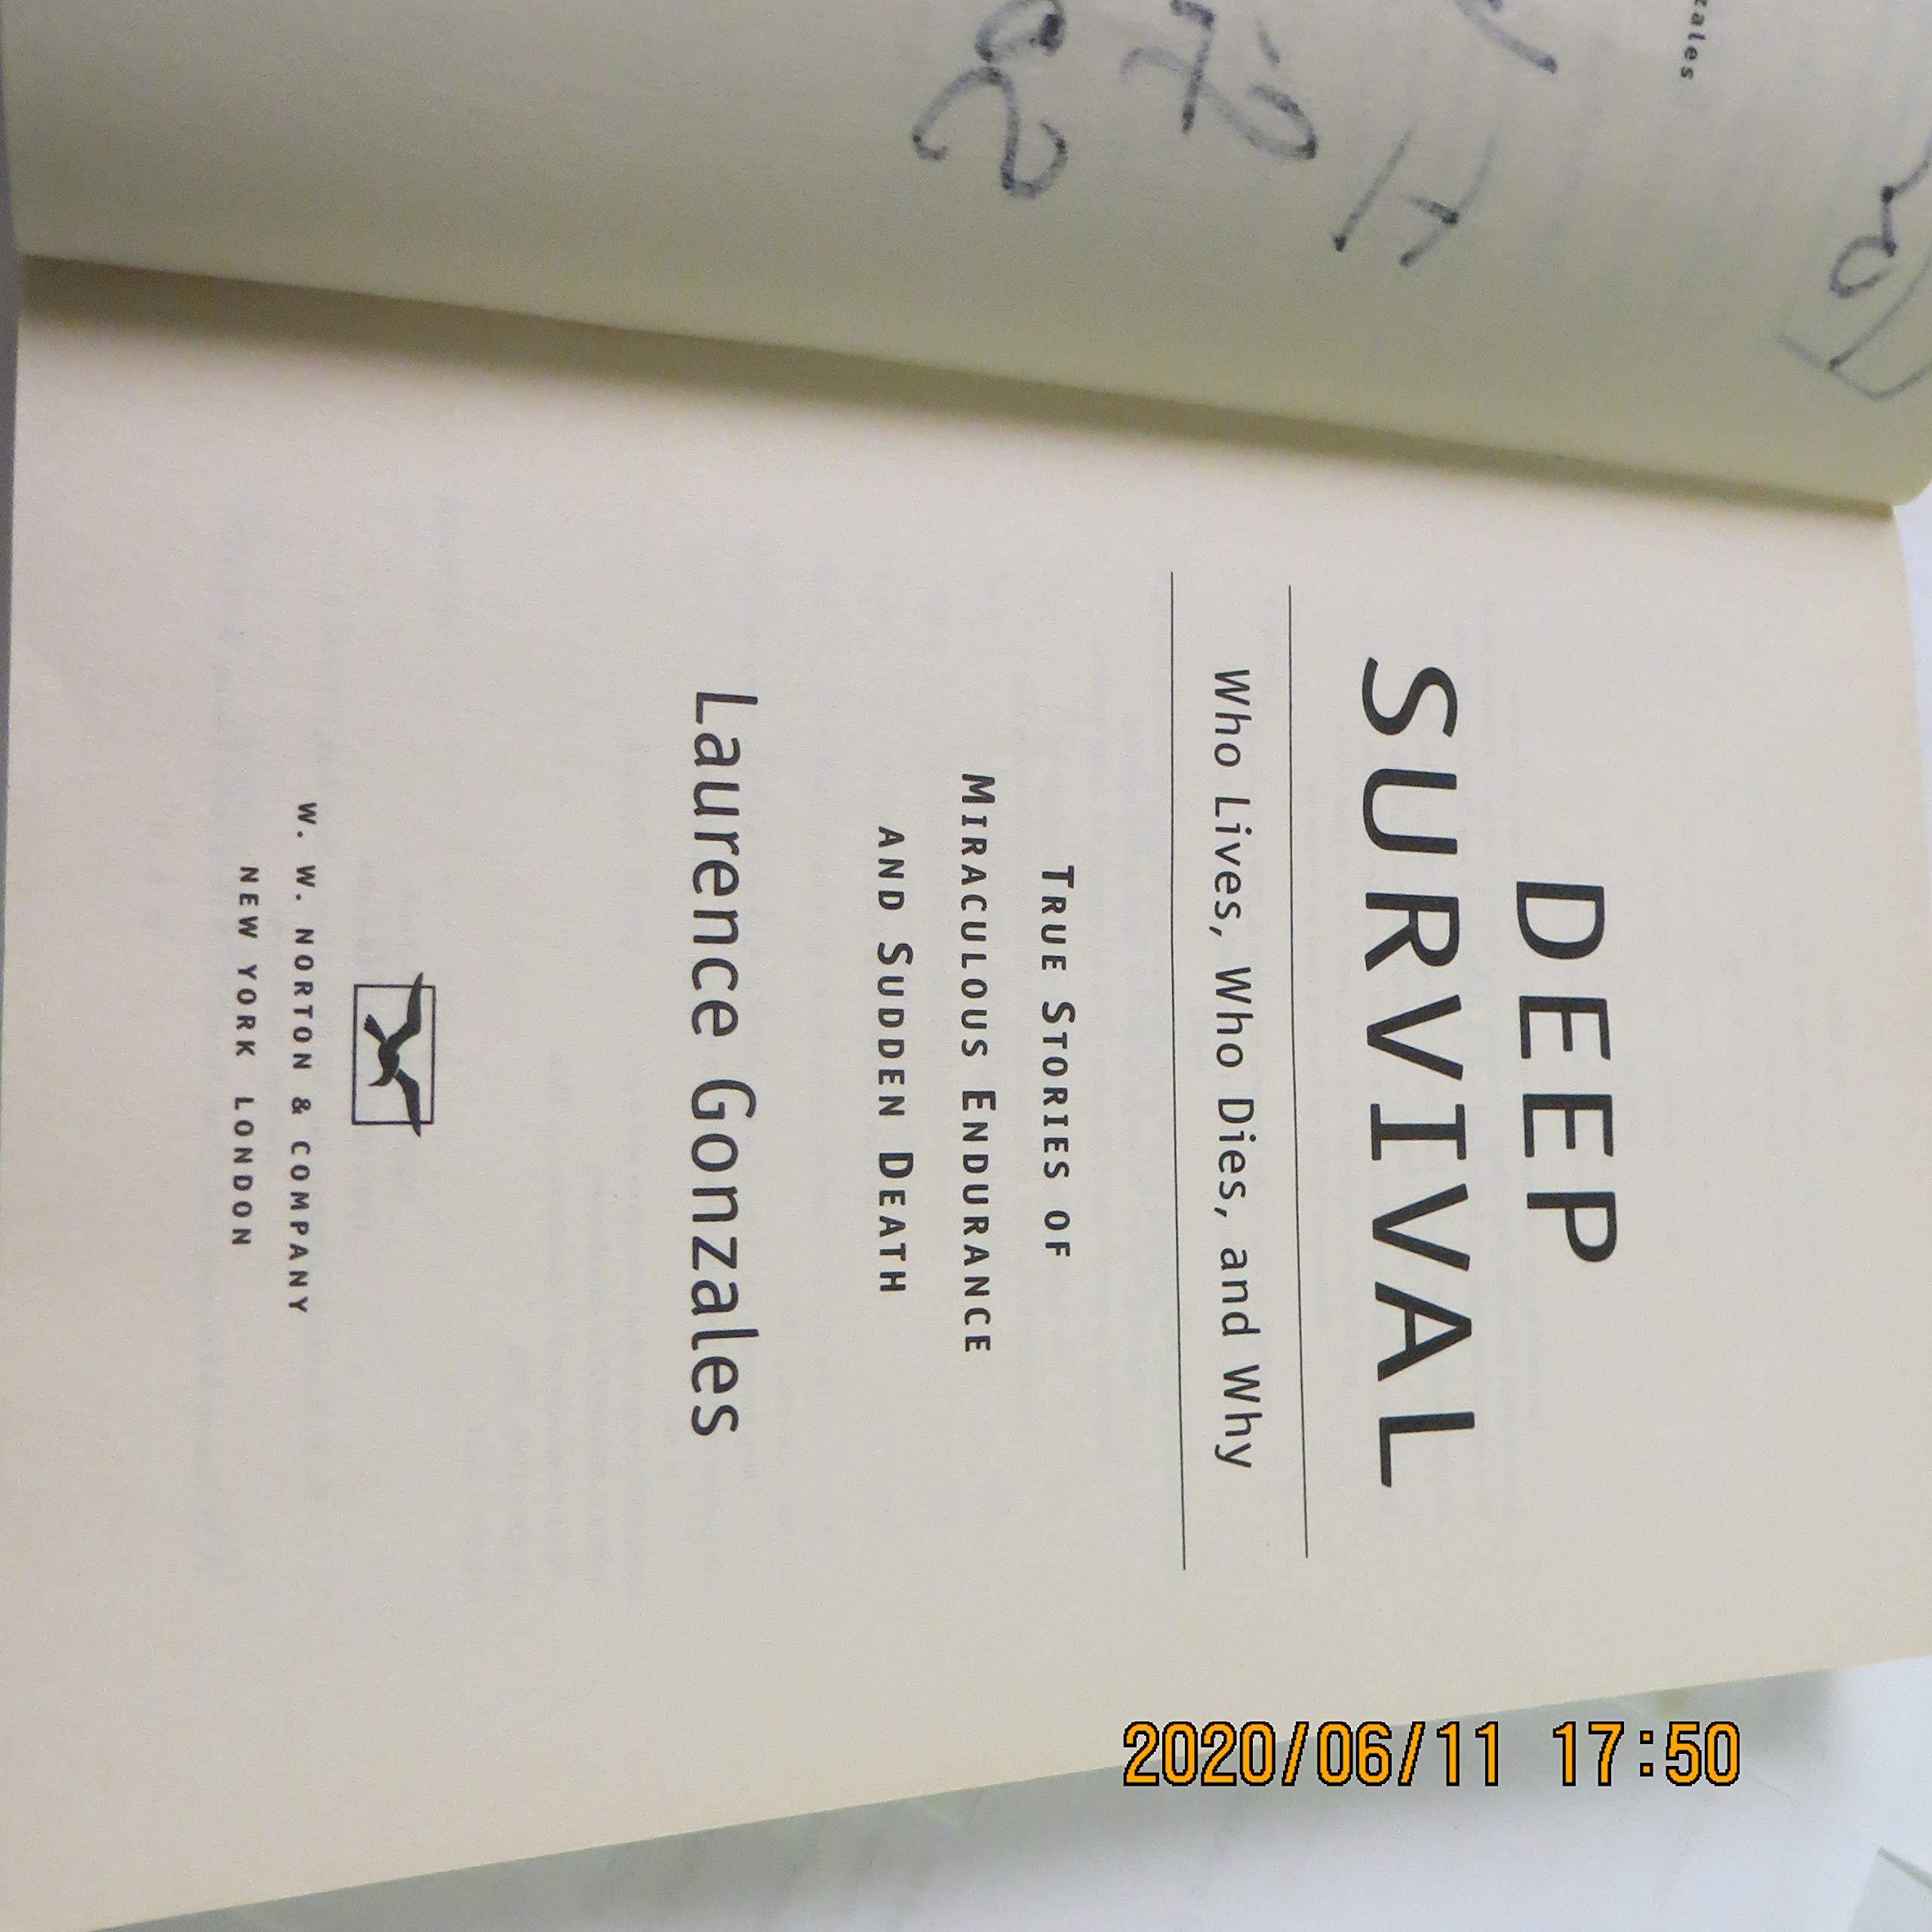 zales
DEEP
SURVIVAL
Who Lives, Who Dies, and Why
TRUE STORIES OF
MIRACULOUS ENDURANCE
AND SUDDEN DEATH
Laurence Gonzales
W. W. NORTON & COMPANY
NEW YORK LONDON
2020/06/11 17:50